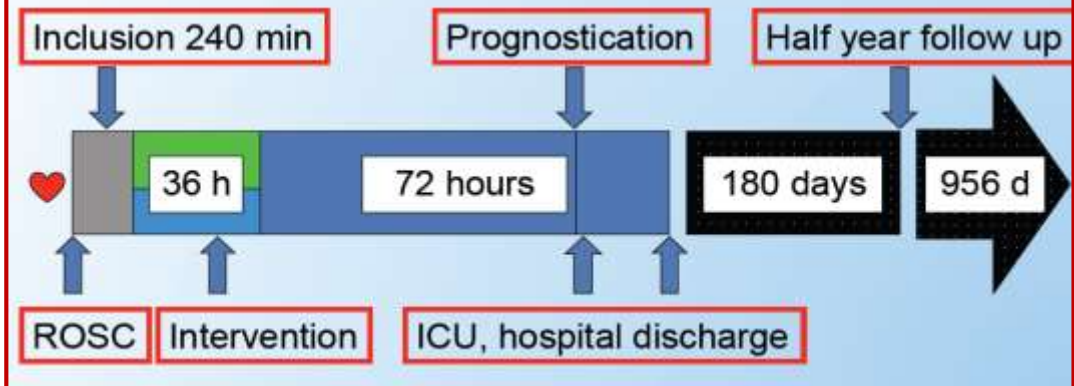 Inclusion 240 min
Prognostication
Half year follow up
36 h
72 hours
180 days
956 d
ROSC
Intervention
ICU, hospital discharge